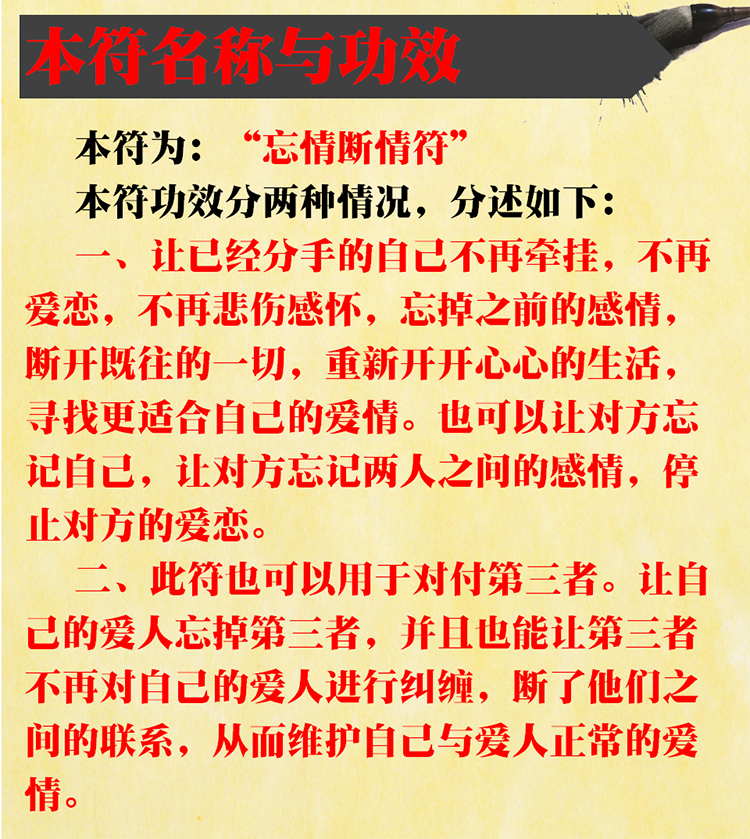 本符名称与功效
本符为：“忘情断情符”
本符功效分两种情况，分述如下：
一、让已经分手的自己不再牵挂，不再
爱恋，不再悲伤感怀，忘掉之前的感情，
断开既往的一切，重新开开心心的生活，
寻找更适合自己的爱情。也可以让对方忘
记自己，让对方忘记两人之间的感情，停
止对方的爱恋。
二、此符也可以用于对付第三者。让自
己的爱人忘掉第三者，并且也能让第三者
不再对自己的爱人进行纠缠，断了他们之
间的联系，从而维护自己与爱人正常的爱
情。